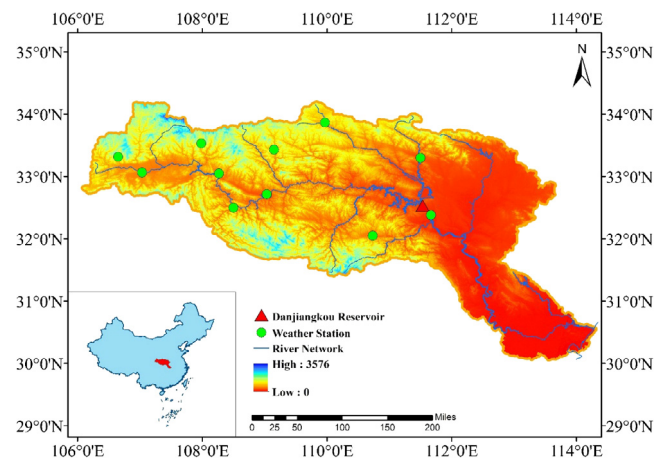 106°0'E 108°0'E 110°0'E 112°0'E 114°0'E
35°0'N 35°0'N
N
34°0'N 34°0'N
33°0'N 33°0'N
32°0'N 32°0'N
31°0'N 31°0'N
Danjiangkou Reservoir
Weather Station
River Network
High : 3576
30°0'N 30°0'N
Low : 0
Miles
0 25 50 100 150 200
29°0'N 29°0'N
106°0'E 108°0'E 110°0'E 112°0'E 114°0'E